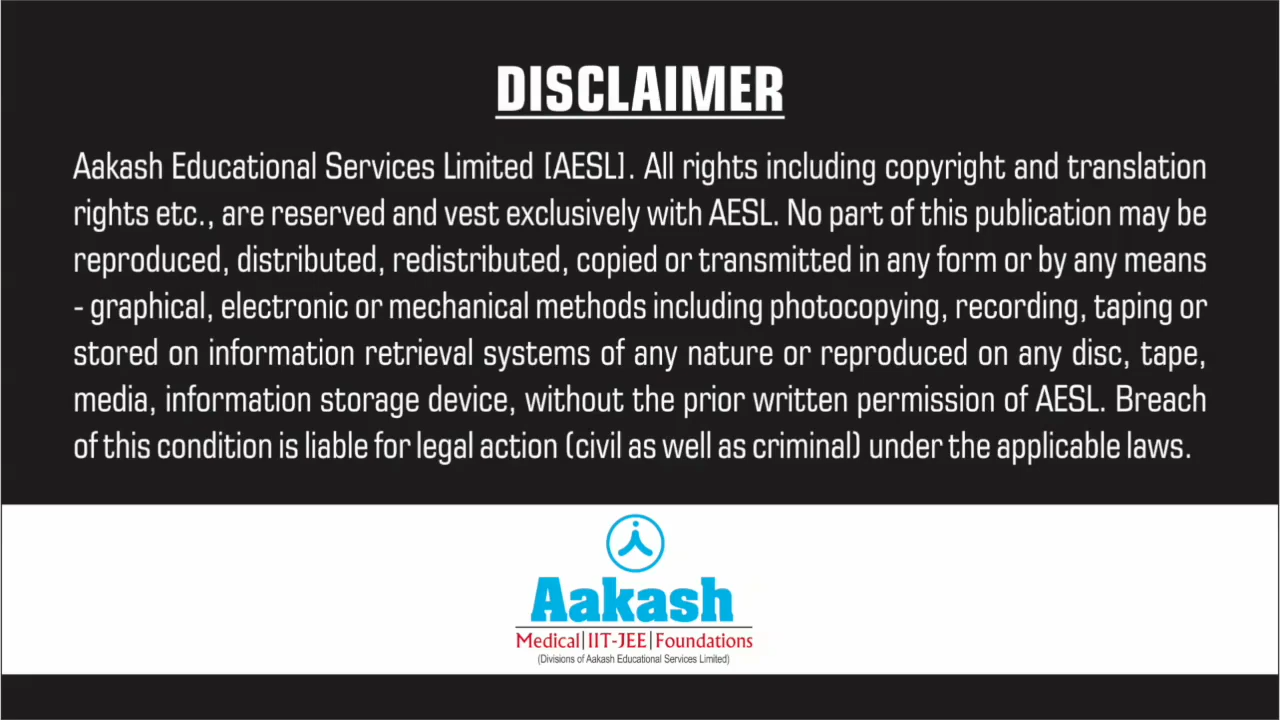 DISCLAIMER
Aakash Educational Services Limited [AESL]. All rights including copyright and translation
rights etc., are reserved and vest exclusively with AESL. No part of this publication may be
reproduced, distributed, redistributed, copied or transmitted in any form or by any means
- graphical, electronic or mechanical methods including photocopying, recording, taping or
stored on information retrieval systems of any nature or reproduced on any disc, tape,
media, information storage device, without the prior written permission of AESL. Breach
of this condition is liable for legal action (civil as well as criminal) under the applicable laws.
Aakash
Medical|IIT-JEE|Foundations
(Divisions of Aakash Educational Services Limited)